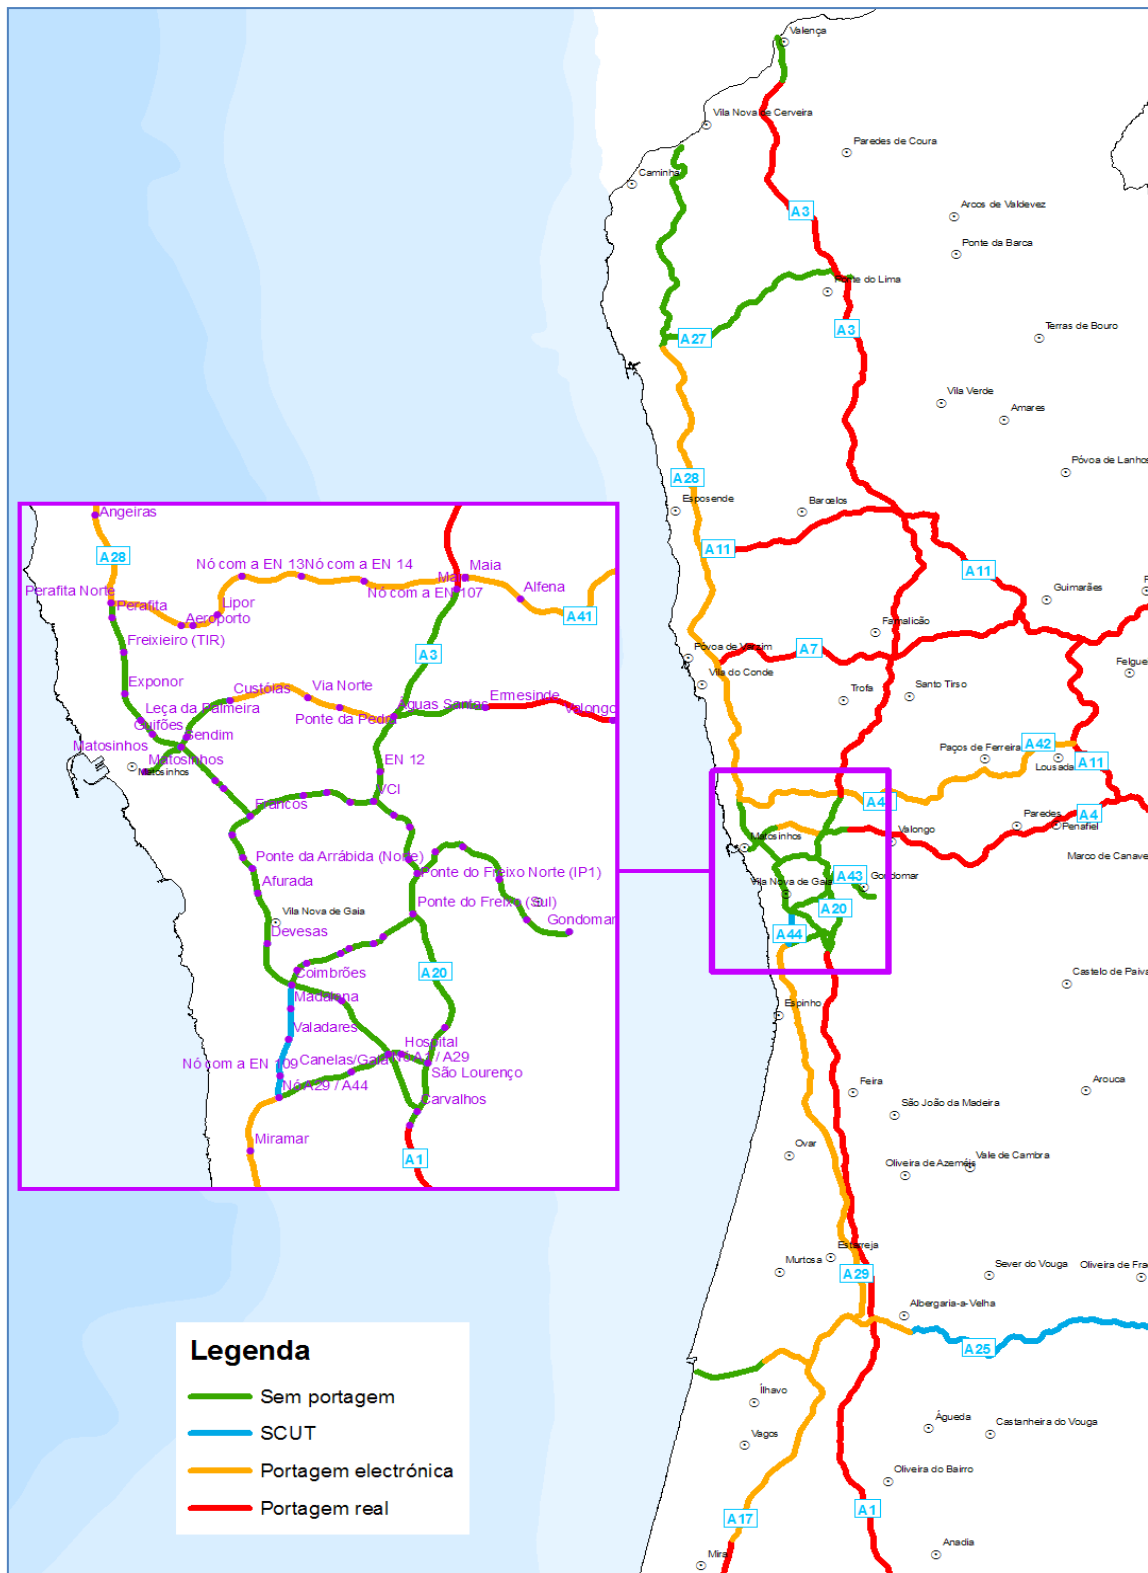 Valença
Vila Nova de Cerveira
Paredes de Coura
Caminha
A3
Arcos de Valdevez
Ponte da Barca
Ponte do Lima
A27
A3
Terras de Bouro
Vila Verde
Amares
A28
Esposende
Barcelos
Póvoa de Lanhos
A11
A11
Guimarães
Famalicão
Póvoa de Varzim
A7
Vila do Conde
Trofa
Santo Tirso
Felgue
Paços de Ferreira
A42
Lousada
A11
A4
Paredes
Penafiel
A4
Matosinhos
Valongo
Marco de Canave
A43
Gondomar
Vila Nova de Gaia
A20
A44
Castelo de Paiva
Espinho
Feira
Arouca
São João da Madeira
Ovar
Oliveira de Azeméis
Vale de Cambra
Estarreja
Murtosa
A29
Sever do Vouga
Oliveira de Fra
Albergaria-a-Velha
A25
Ílhavo
Águeda
Castanheira do Vouga
Vagos
Oliveira do Bairro
A17
A1
Mira
Anadia
Angeiras
A28
Nó com a EN 13
Nó com a EN 14
Maia
Maia
Perafita Norte
Perafita
Lipor
Nó com a EN 107
Alfena
Aeroporto
A41
Freixieiro (TIR)
A3
Exponor
Custóias
Via Norte
Ermesinde
Leça da Palmeira
Águas Santas
Valongo
Guifões
Ponte da Pedra
Sendim
Matosinhos
Matosinhos
Matosinhos
EN 12
VCI
Francos
Ponte da Arrábida (Norte)
Ponte do Freixo Norte (IP1)
Afurada
Ponte do Freixo (Sul)
Vila Nova de Gaia
Gondomar
Devesas
A20
Coimbrões
Madalena
Valadares
Hospital
Nó com a EN 109
Canelas/Gaia
Nó A1 / A29
São Lourenço
Nó A29 / A44
Carvalhos
Miramar
A1
Legenda
Sem portagem
SCUT
Portagem electrónica
Portagem real